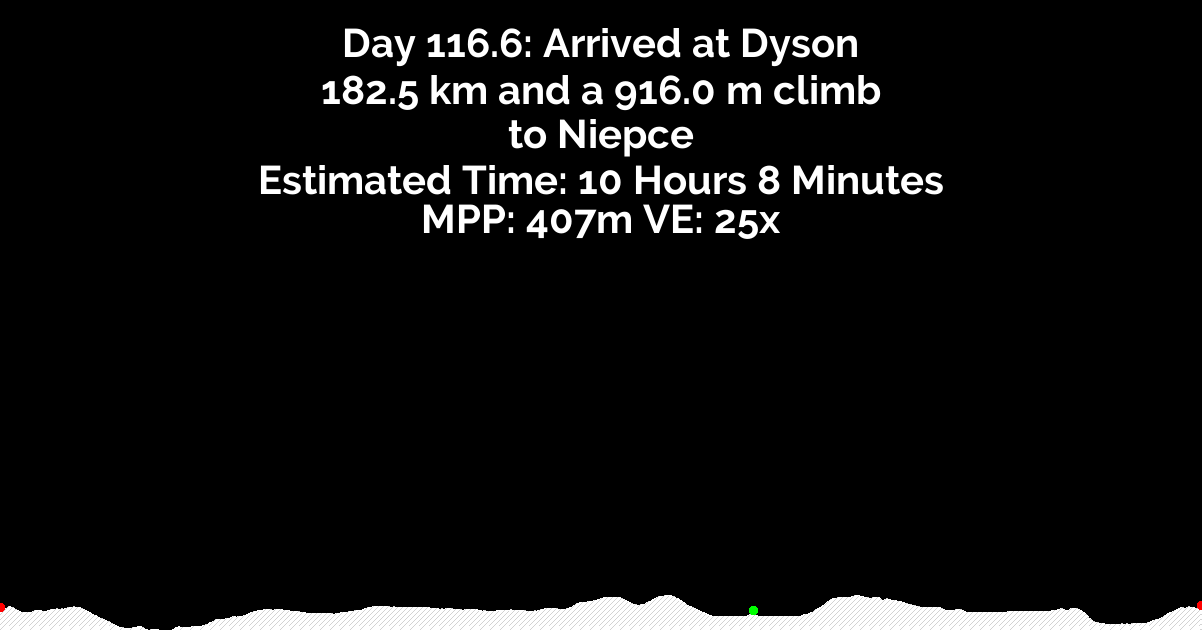 Day 116.6: Arrived at Dyson
182.5 km and a 916.0 m climb
to Niepce
Estimated Time: 10 Hours 8 Minutes
MPP: 407m VE: 25x